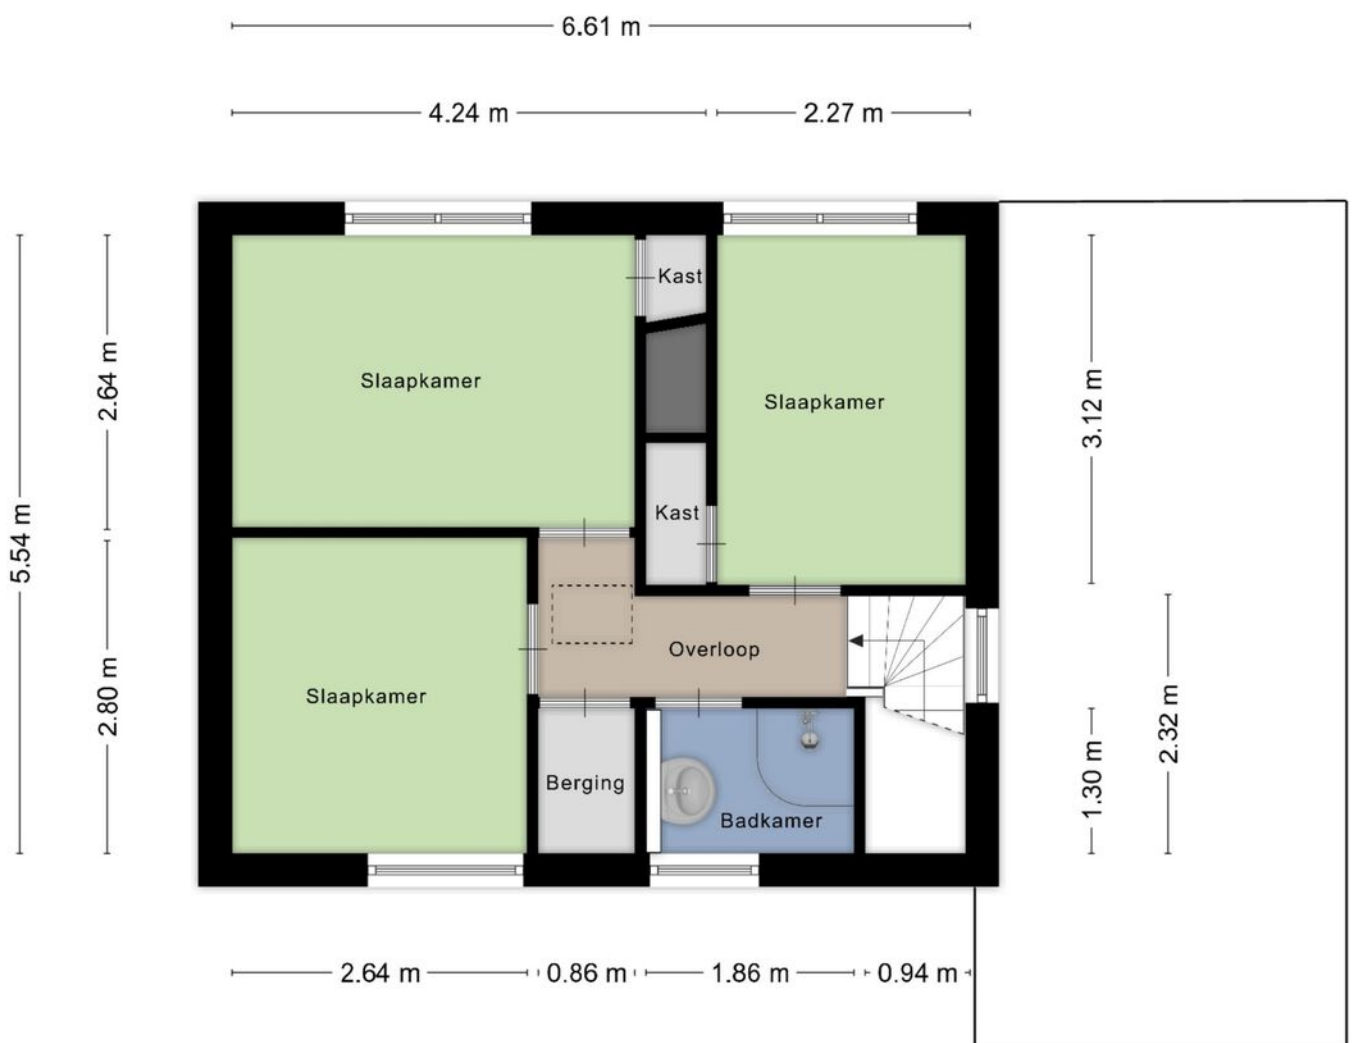 6.61 m
4.24 m
2.27 m
Kast
2.64 m
Slaapkamer
Slaapkamer
3.12 m
Kast
5.54 m
Overloop
2.80 m
Slaapkamer
2.32 m
1.30 m
Berging
Badkamer
2.64 m
0.86 m
1.86 m
0.94 m